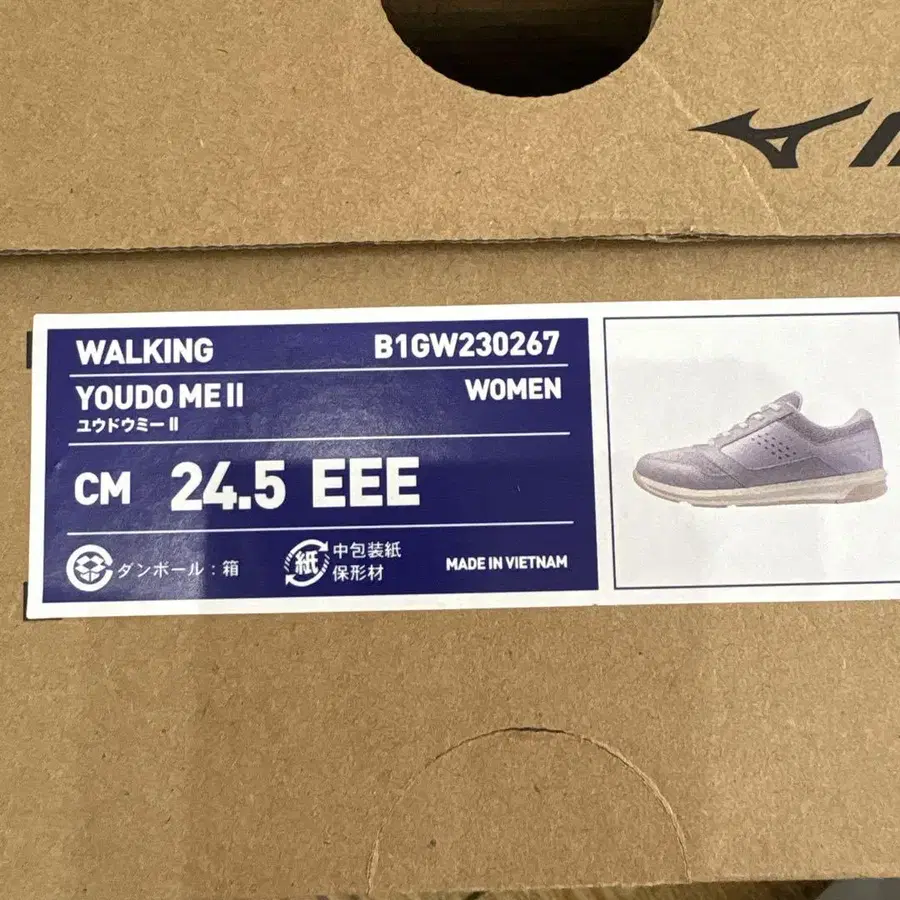 WALKING B1GW230267
YOUDO ME II WOMEN
ユウドウミー II
CM 24.5 EEE
ダンボール：箱
紙 中包装紙
保形材
MADE IN VIETNAM